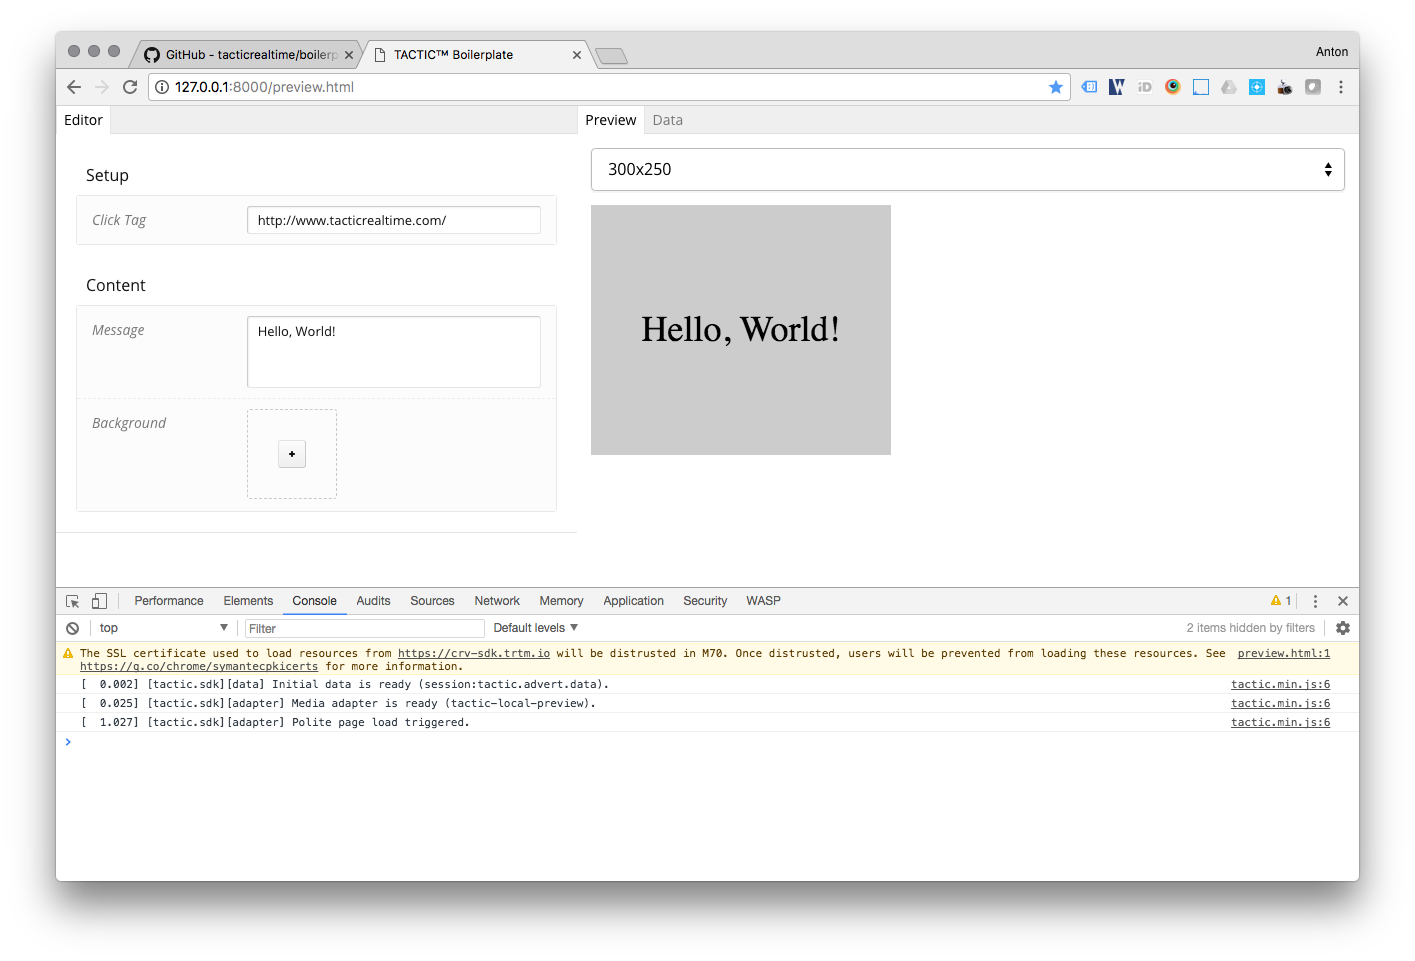 GitHub - tacticrealtime/boilerp
TACTIC™ Boilerplate
Anton
127.0.0.1:8000/preview.html
Editor
Preview
Data
Setup
Click Tag
http://www.tacticrealtime.com/
Content
Message
Hello, World!
Background
+
300x250
Hello, World!
Performance
Elements
Console
Audits
Sources
Network
Memory
Application
Security
WASP
1
top
Filter
Default levels
2 items hidden by filters
The SSL certificate used to load resources from https://crv-sdk.trtm.io will be distrusted in M70. Once distrusted, users will be prevented from loading these resources. See preview.html:1
https://g.co/chrome/symantecpkicerts for more information.
[  0.002] [tactic.sdk][data] Initial data is ready (session:tactic.advert.data). tactic.min.js:6
[  0.025] [tactic.sdk][adapter] Media adapter is ready (tactic-local-preview). tactic.min.js:6
[  1.027] [tactic.sdk][adapter] Polite page load triggered. tactic.min.js:6